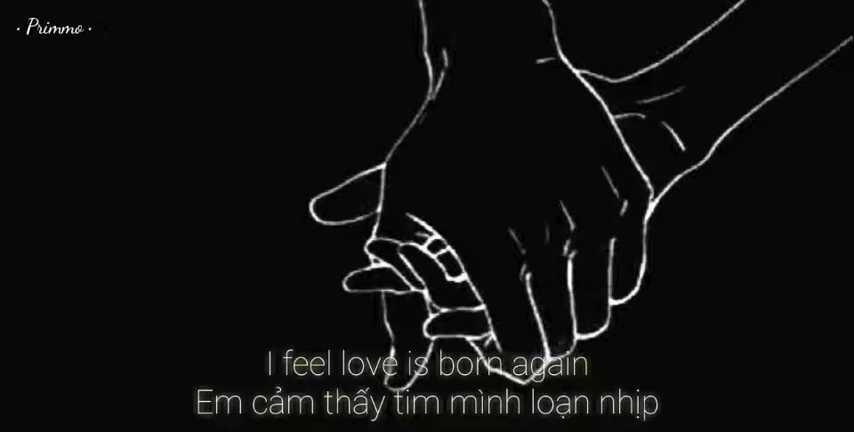 · Primmo ·
I feel love is born again
Em cảm thấy tim mình loạn nhịp